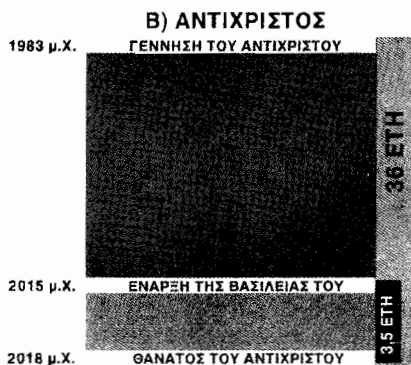 Β) ΑΝΤΙΧΡΙΣΤΟΣ
1983 μ.Χ. ΓΕΝΝΗΣΗ ΤΟΥ ΑΝΤΙΧΡΙΣΤΟΥ
36 ΕΤΗ
2015 μ.Χ. ΕΝΑΡΞΗ ΤΗΣ ΒΑΣΙΛΕΙΑΣ ΤΟΥ
3,5 ΕΤΗ
2018 μ.Χ. ΘΑΝΑΤΟΣ ΤΟΥ ΑΝΤΙΧΡΙΣΤΟΥ